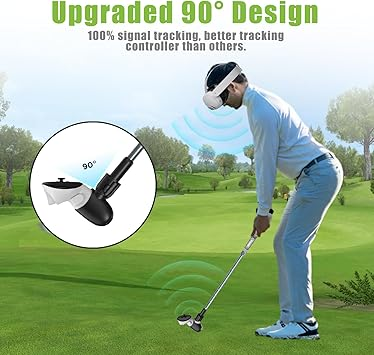 Upgraded 90° Design
100% signal tracking, better tracking
controller than others.
90°